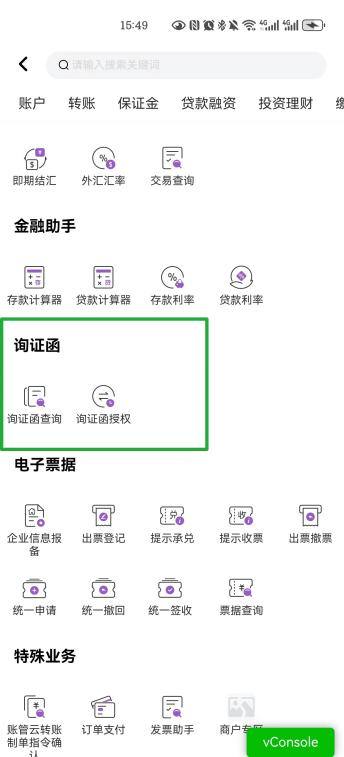 15:49
请输入搜索关键词
账户 转账 保证金 贷款融资 投资理财
即期结汇 外汇汇率 交易查询
金融助手
存款计算器 贷款计算器 存款利率 贷款利率
询证函
询证函查询 询证函授权
电子票据
企业信息报备 出票登记 提示承兑 提示收票 出票撤票
统一申请 统一撤回 统一签收 票据查询
特殊业务
账管云转账制单指令确认 订单支付 发票助手 商户专区
vConsole